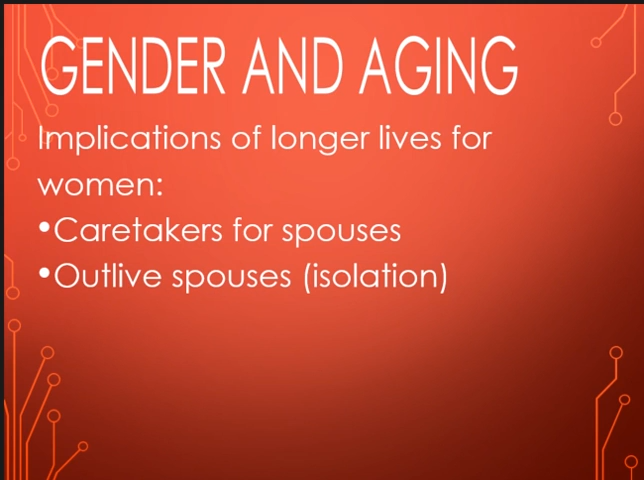 GENDER AND AGING
Implications of longer lives for
women:
•Caretakers for spouses
•Outlive spouses (isolation)